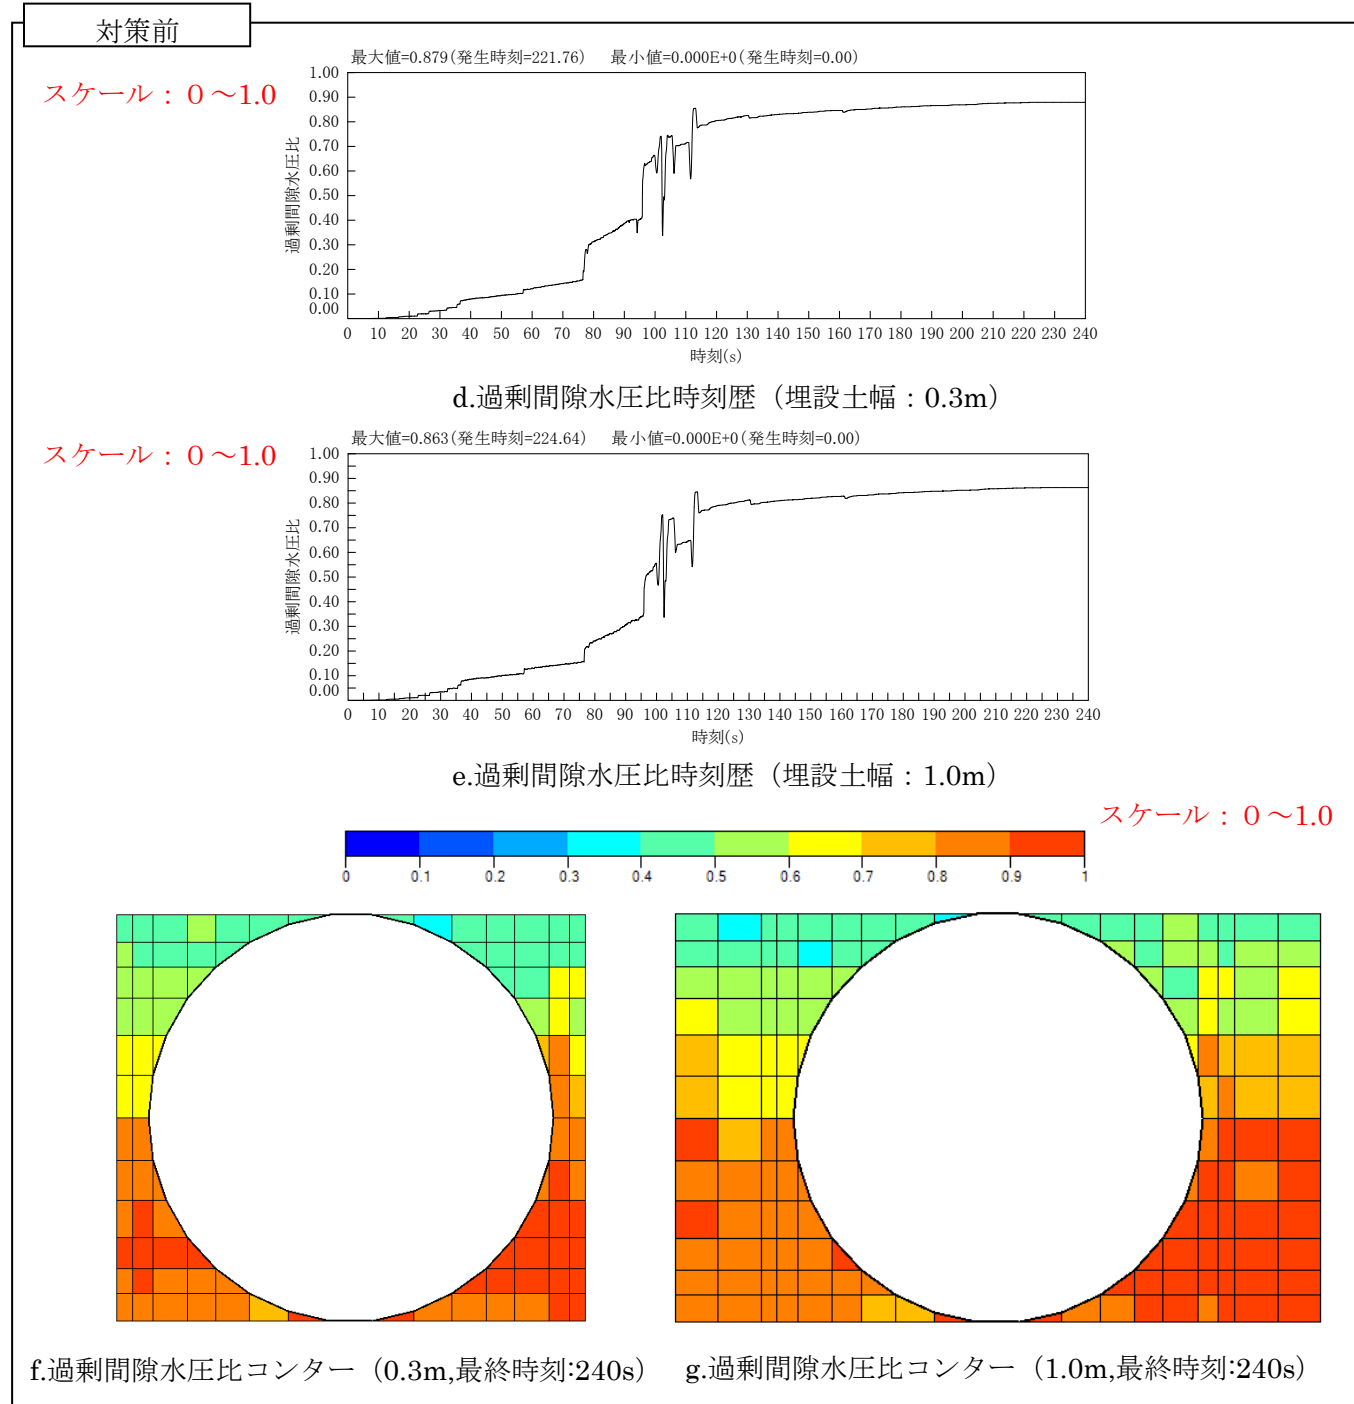 対策前
最大値=0.879(発生時刻=221.76) 最小値=0.000E+0(発生時刻=0.00)
スケール：０～1.0
過剰間隙水圧比
1.00
0.90
0.80
0.70
0.60
0.50
0.40
0.30
0.20
0.10
0.00
0 10 20 30 40 50 60 70 80 90 100 110 120 130 140 150 160 170 180 190 200 210 220 230 240
時刻(s)
d.過剰間隙水圧比時刻歴（埋設土幅：0.3m）
最大値=0.863(発生時刻=224.64) 最小値=0.000E+0(発生時刻=0.00)
スケール：０～1.0
過剰間隙水圧比
1.00
0.90
0.80
0.70
0.60
0.50
0.40
0.30
0.20
0.10
0.00
0 10 20 30 40 50 60 70 80 90 100 110 120 130 140 150 160 170 180 190 200 210 220 230 240
時刻(s)
e.過剰間隙水圧比時刻歴（埋設土幅：1.0m）
スケール：０～1.0
0 0.1 0.2 0.3 0.4 0.5 0.6 0.7 0.8 0.9 1
f.過剰間隙水圧比コンター（0.3m,最終時刻:240s）
g.過剰間隙水圧比コンター（1.0m,最終時刻:240s）